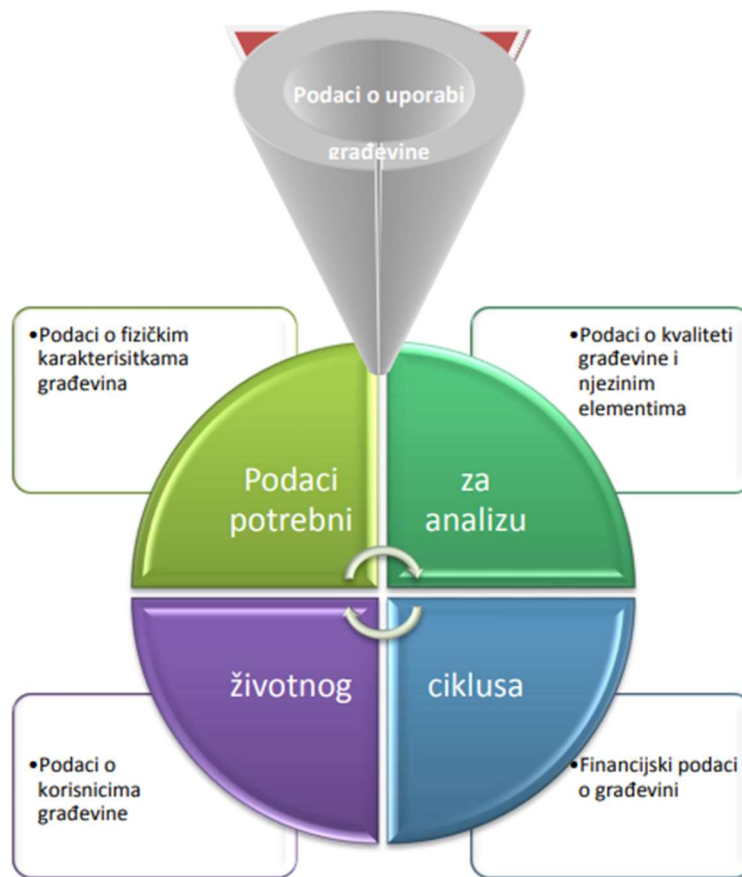 Podaci o uporabi
građevine
•Podaci o fizičkim
karakterisitkama
građevina
•Podaci o kvaliteti
građevine i
njezinim
elementima
Podaci
potrebni
za
analizu
životnog
ciklusa
•Podaci o
korisnicima
građevine
•Financijski podaci
o građevini